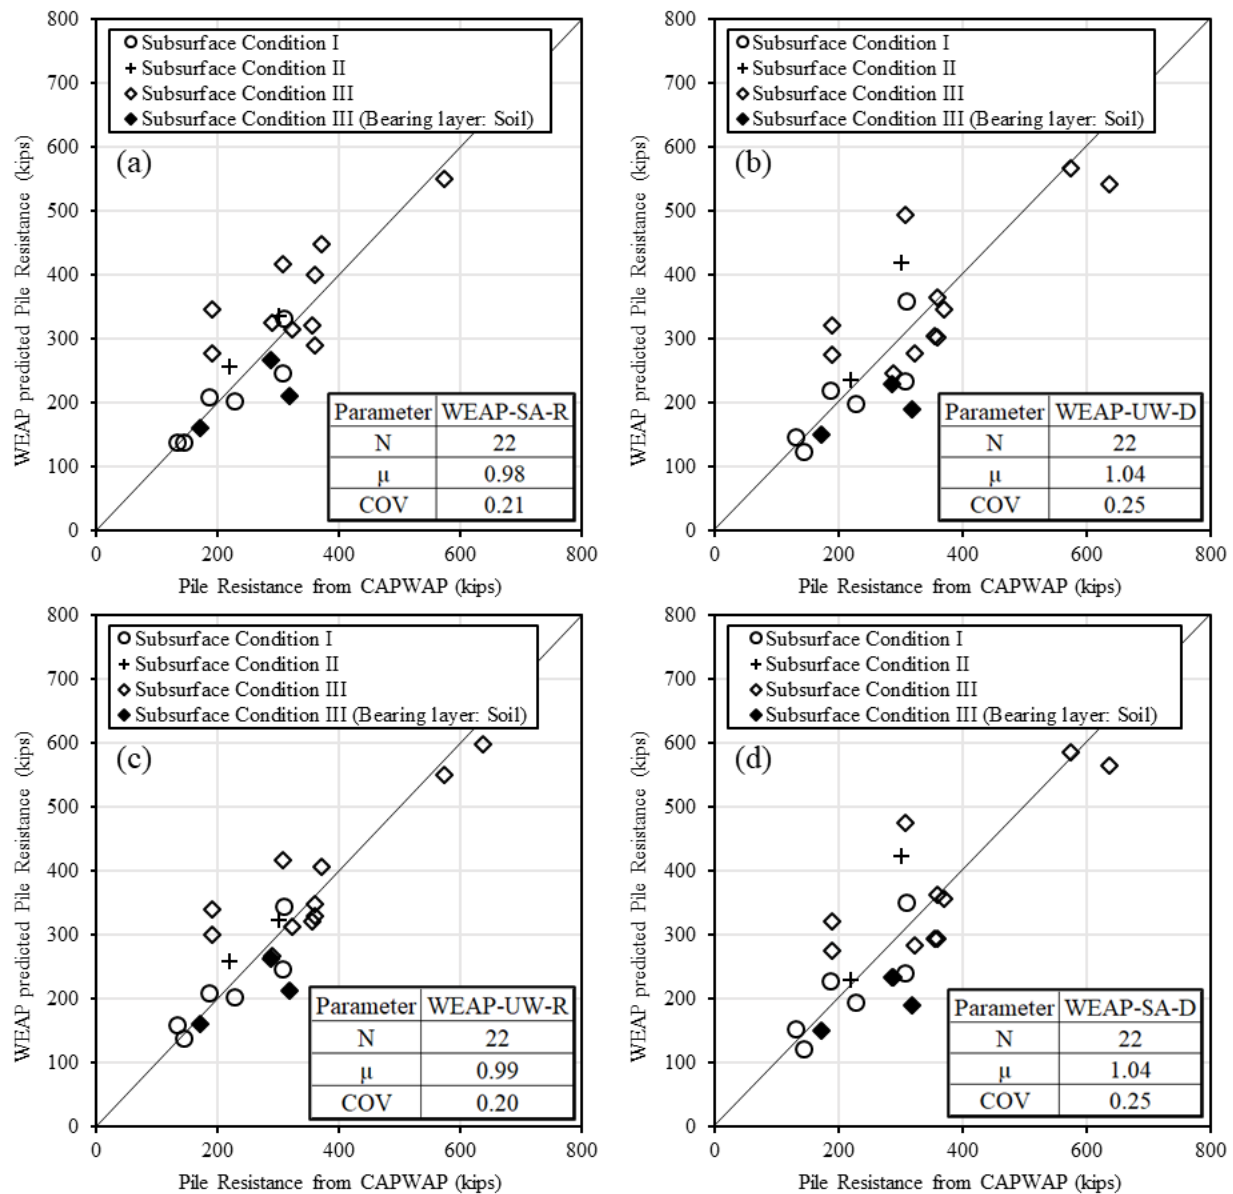 800
700
600
500
400
300
200
100
0
0 200 400 600 800
WEAP predicted Pile Resistance (kips)
Pile Resistance from CAPWAP (kips)
Subsurface Condition I
Subsurface Condition II
Subsurface Condition III
Subsurface Condition III (Bearing layer: Soil)
(a)
Parameter WEAP-SA-R
N 22
μ 0.98
COV 0.21
800
700
600
500
400
300
200
100
0
0 200 400 600 800
WEAP predicted Pile Resistance (kips)
Pile Resistance from CAPWAP (kips)
Subsurface Condition I
Subsurface Condition II
Subsurface Condition III
Subsurface Condition III (Bearing layer: Soil)
(b)
Parameter WEAP-UW-D
N 22
μ 1.04
COV 0.25
800
700
600
500
400
300
200
100
0
0 200 400 600 800
WEAP predicted Pile Resistance (kips)
Pile Resistance from CAPWAP (kips)
Subsurface Condition I
Subsurface Condition II
Subsurface Condition III
Subsurface Condition III (Bearing layer: Soil)
(c)
Parameter WEAP-UW-R
N 22
μ 0.99
COV 0.20
800
700
600
500
400
300
200
100
0
0 200 400 600 800
WEAP predicted Pile Resistance (kips)
Pile Resistance from CAPWAP (kips)
Subsurface Condition I
Subsurface Condition II
Subsurface Condition III
Subsurface Condition III (Bearing layer: Soil)
(d)
Parameter WEAP-SA-D
N 22
μ 1.04
COV 0.25